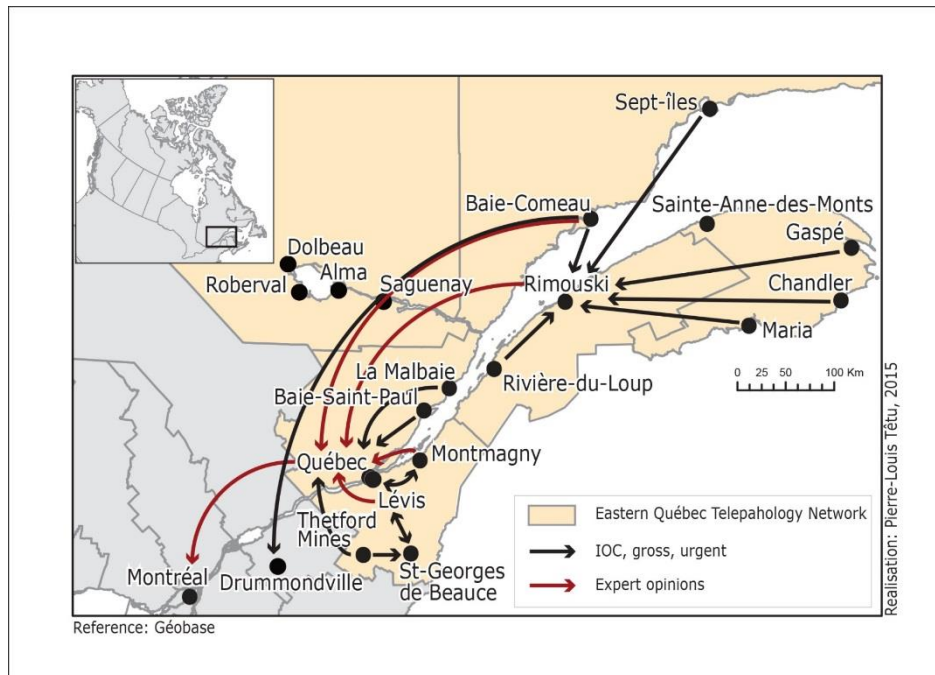 Sept-îles
Baie-Comeau
Sainte-Anne-des-Monts
Gaspé
Dolbeau
Alma
Roberval
Saguenay
Rimouski
Chandler
Maria
0 25 50 100 Km
La Malbaie
Rivière-du-Loup
Baie-Saint-Paul
Québec
Montmagny
Lévis
Thetford
Mines
St-Georges
de Beauce
Montréal
Drummondville
Eastern Québec Telepahology Network
IOC, gross, urgent
Expert opinions
Realisation: Pierre-Louis Têtu, 2015
Reference: Géobase